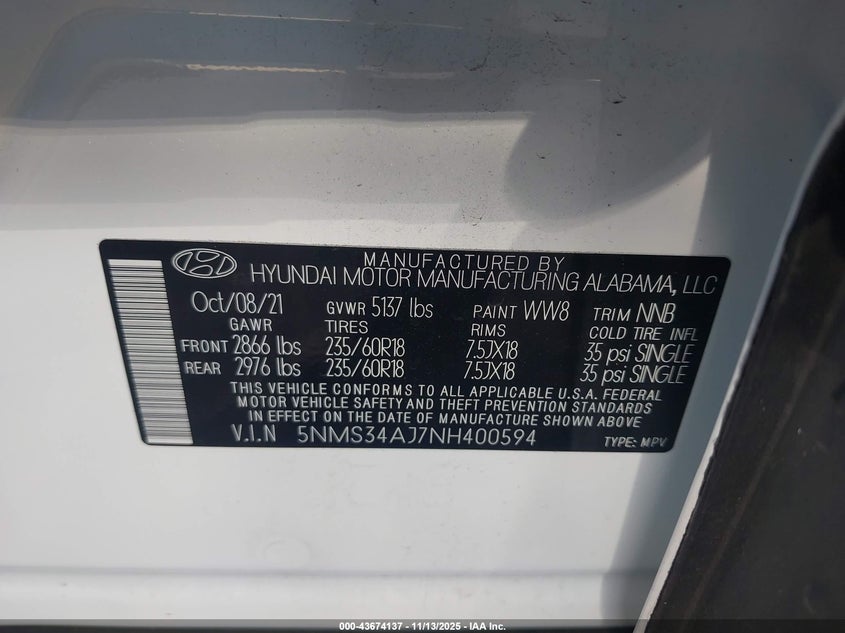 MANUFACTURED BY
HYUNDAI MOTOR MANUFACTURING ALABAMA, LLC
Oct/08/21 GVWR 5137 lbs PAINT WW8 TRIM NNB
GAWR TIRES RIMS COLD TIRE INFL
FRONT 2866 lbs 235/60R18 7.5JX18 35 psi SINGLE
REAR 2976 lbs 235/60R18 7.5JX18 35 psi SINGLE
THIS VEHICLE CONFORMS TO ALL APPLICABLE U.S.A. FEDERAL
MOTOR VEHICLE SAFETY AND THEFT PREVENTION STANDARDS
IN EFFECT ON THE DATE OF MANUFACTURE SHOWN ABOVE
V.I.N 5NMS34AJ7NH400594 TYPE: MPV
000-43674137 - 11/13/2025 - IAA Inc.